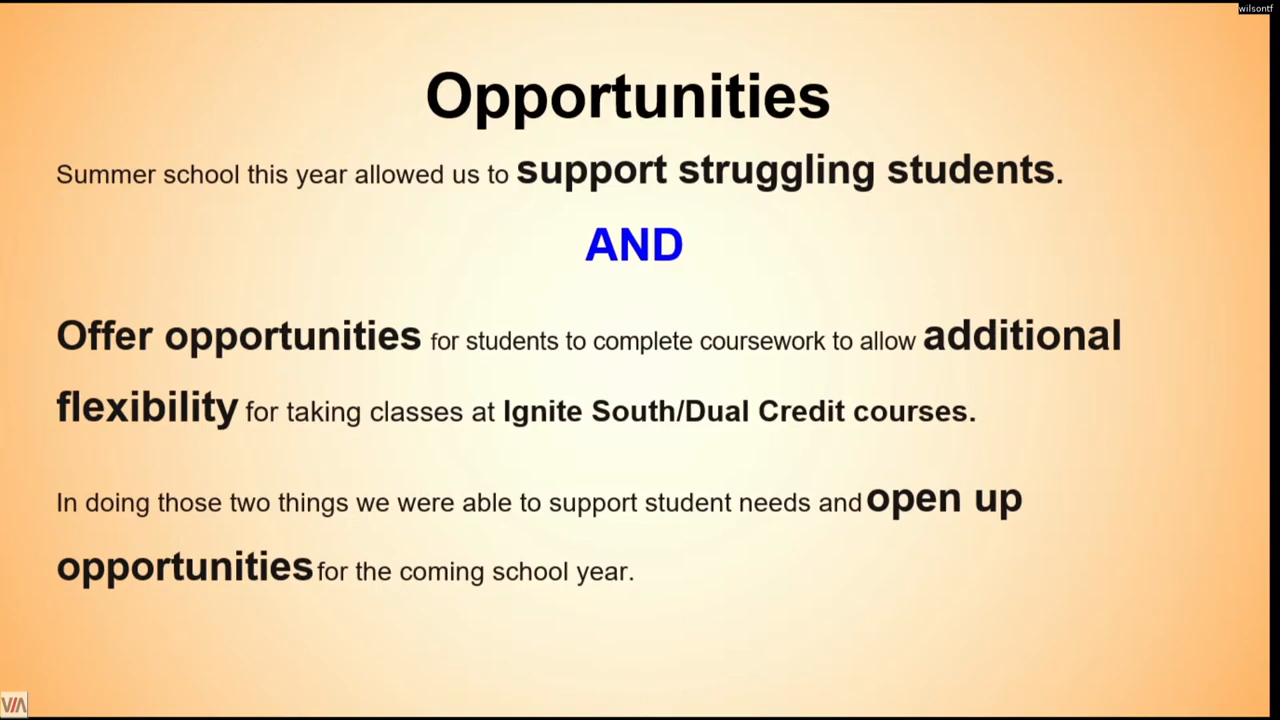 wilsontf
Opportunities
Summer school this year allowed us to support struggling students.
AND
Offer opportunities for students to complete coursework to allow additional
flexibility for taking classes at Ignite South/Dual Credit courses.
In doing those two things we were able to support student needs and open up
opportunities for the coming school year.
VIA